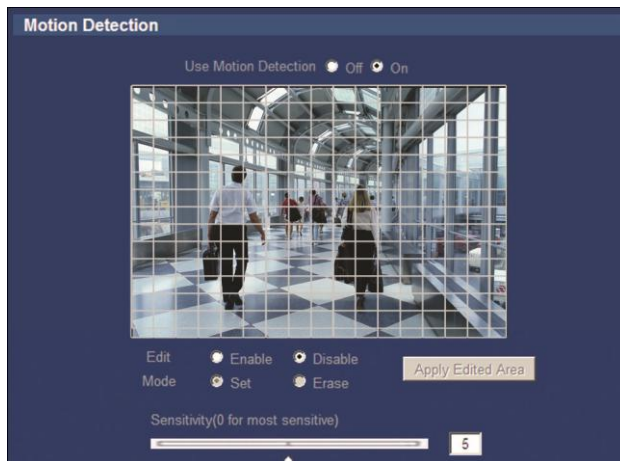 Motion Detection
Use Motion Detection Off On
Edit Enable Disable
Apply Edited Area
Mode Set Erase
Sensitivity(0 for most sensitive)
5